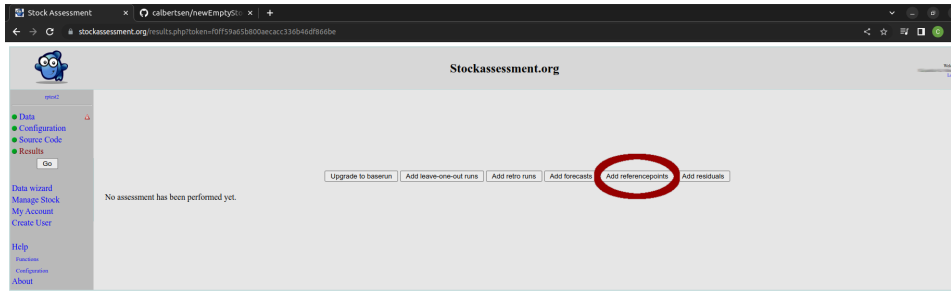 Stock Assessment
calbertsen/newEmptySto
stockassessment.org/results.php?token=f0ff59a65b800aecacc336b46df866be
Stockassessment.org
Data
Configuration
Source Code
Results
Go
Upgrade to baserun Add leave-one-out runs Add retro runs Add forecasts Add referencepoints Add residuals
Data wizard
Manage Stock
No assessment has been performed yet.
My Account
Create User
Help
Functions
Configuration
About